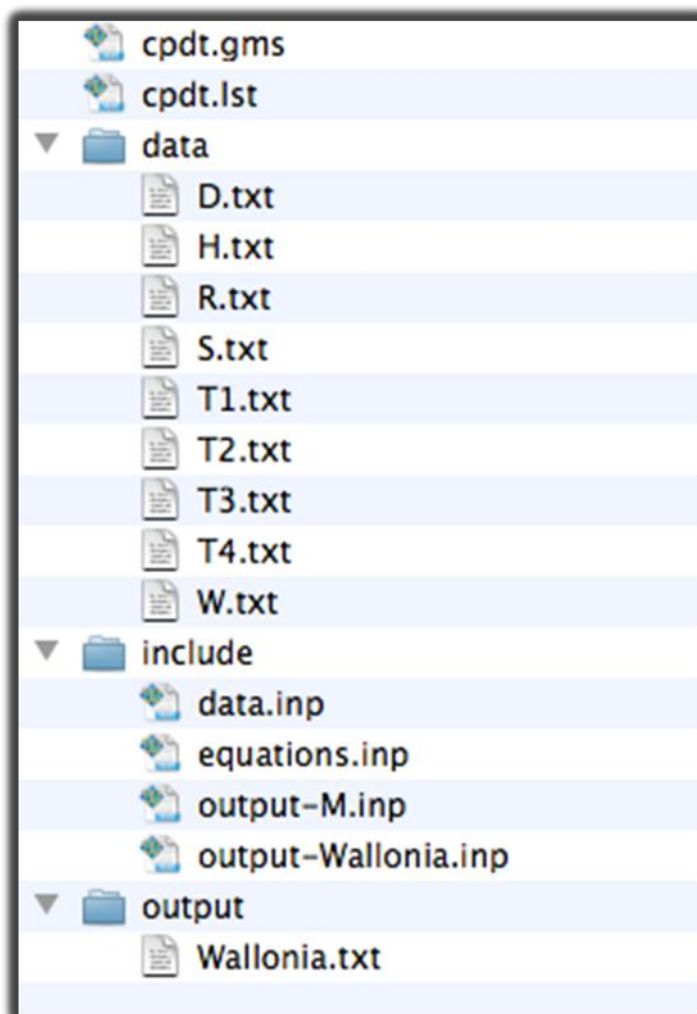 cpdt.gms
cpdt.lst
data
D.txt
H.txt
R.txt
S.txt
T1.txt
T2.txt
T3.txt
T4.txt
W.txt
include
data.inp
equations.inp
output-M.inp
output-Wallonia.inp
output
Wallonia.txt